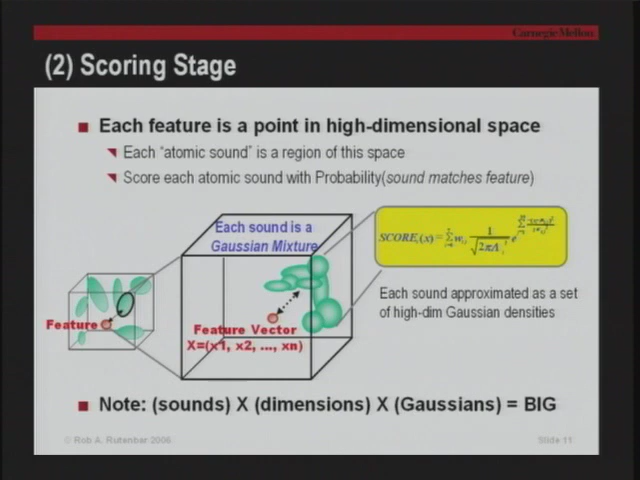 Carnegie Mellon
(2) Scoring Stage
Each feature is a point in high-dimensional space
Each "atomic sound" is a region of this space
Score each atomic sound with Probability(sound matches feature)
Each sound is a
Gaussian Mixture
Feature
Feature Vector
X=(x1, x2, ..., xn)
Each sound approximated as a set
of high-dim Gaussian densities
Note: (sounds) X (dimensions) X (Gaussians) = BIG
© Rob A. Rutenbar 2006
Slide 11